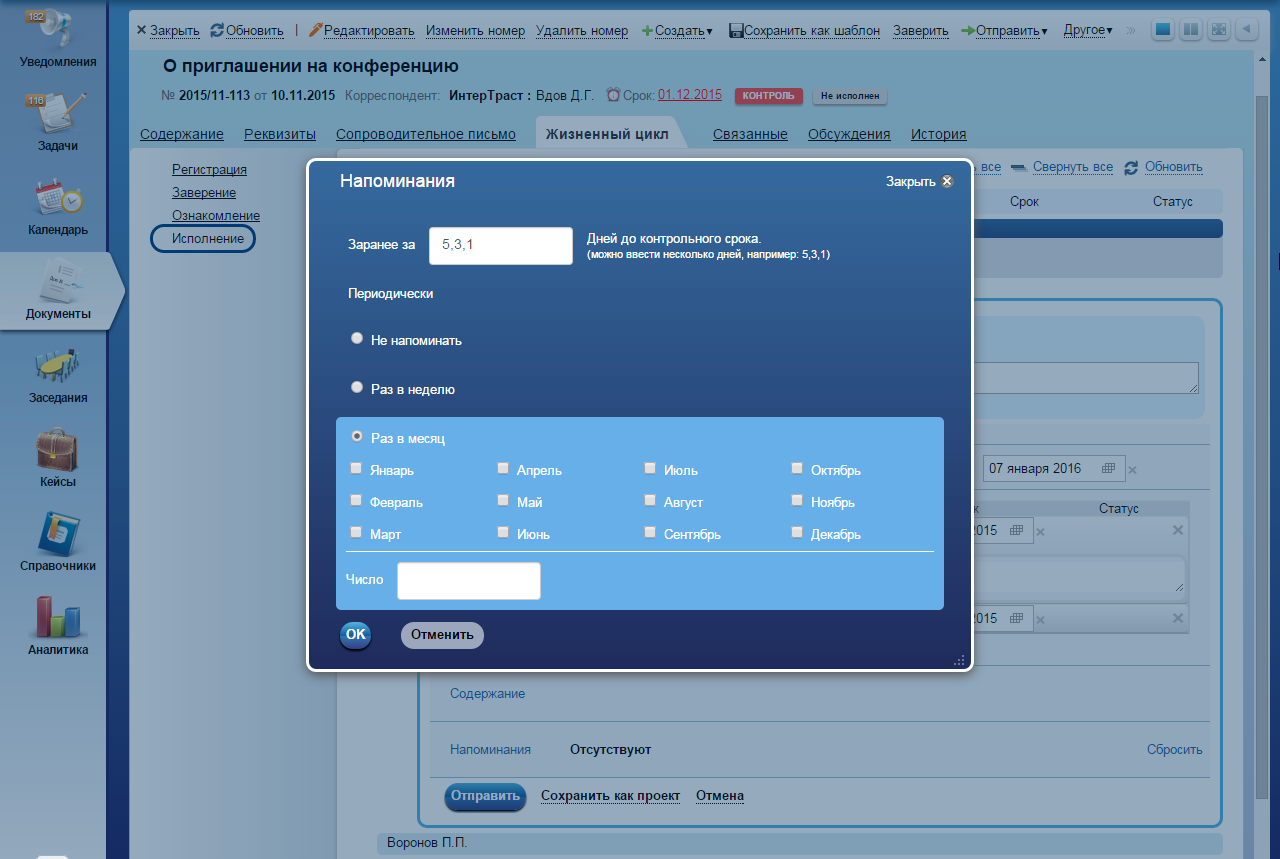 182
Уведомления
116
Задачи
Календарь
Документы
Заседания
Кейсы
Справочники
Аналитика
Закрыть Обновить | Редактировать Изменить номер Удалить номер Создать Сохранить как шаблон Заверить Отправить Другое
О приглашении на конференцию
№ 2015/11-113 от 10.11.2015 Корреспондент: ИнтерТраст : Вдов Д.Г. Срок: 01.12.2015 КОНТРОЛЬ Не исполнен
Содержание Реквизиты Сопроводительное письмо Жизненный цикл Связанные Обсуждения История
Регистрация
Заверение
Ознакомление
Исполнение
все Свернуть все Обновить
Срок Статус
Напоминания Закрыть
Заранее за 5,3,1 Дней до контрольного срока.
(можно ввести несколько дней, например: 5,3,1)
Периодически
Не напоминать
Раз в неделю
Раз в месяц
Январь Апрель Июль Октябрь
Февраль Май Август Ноябрь
Март Июнь Сентябрь Декабрь
Число
OK Отменить
07 января 2016
Статус
2015
2015
Содержание
Напоминания Отсутствуют Сбросить
Отправить Сохранить как проект Отмена
Воронов П.П.